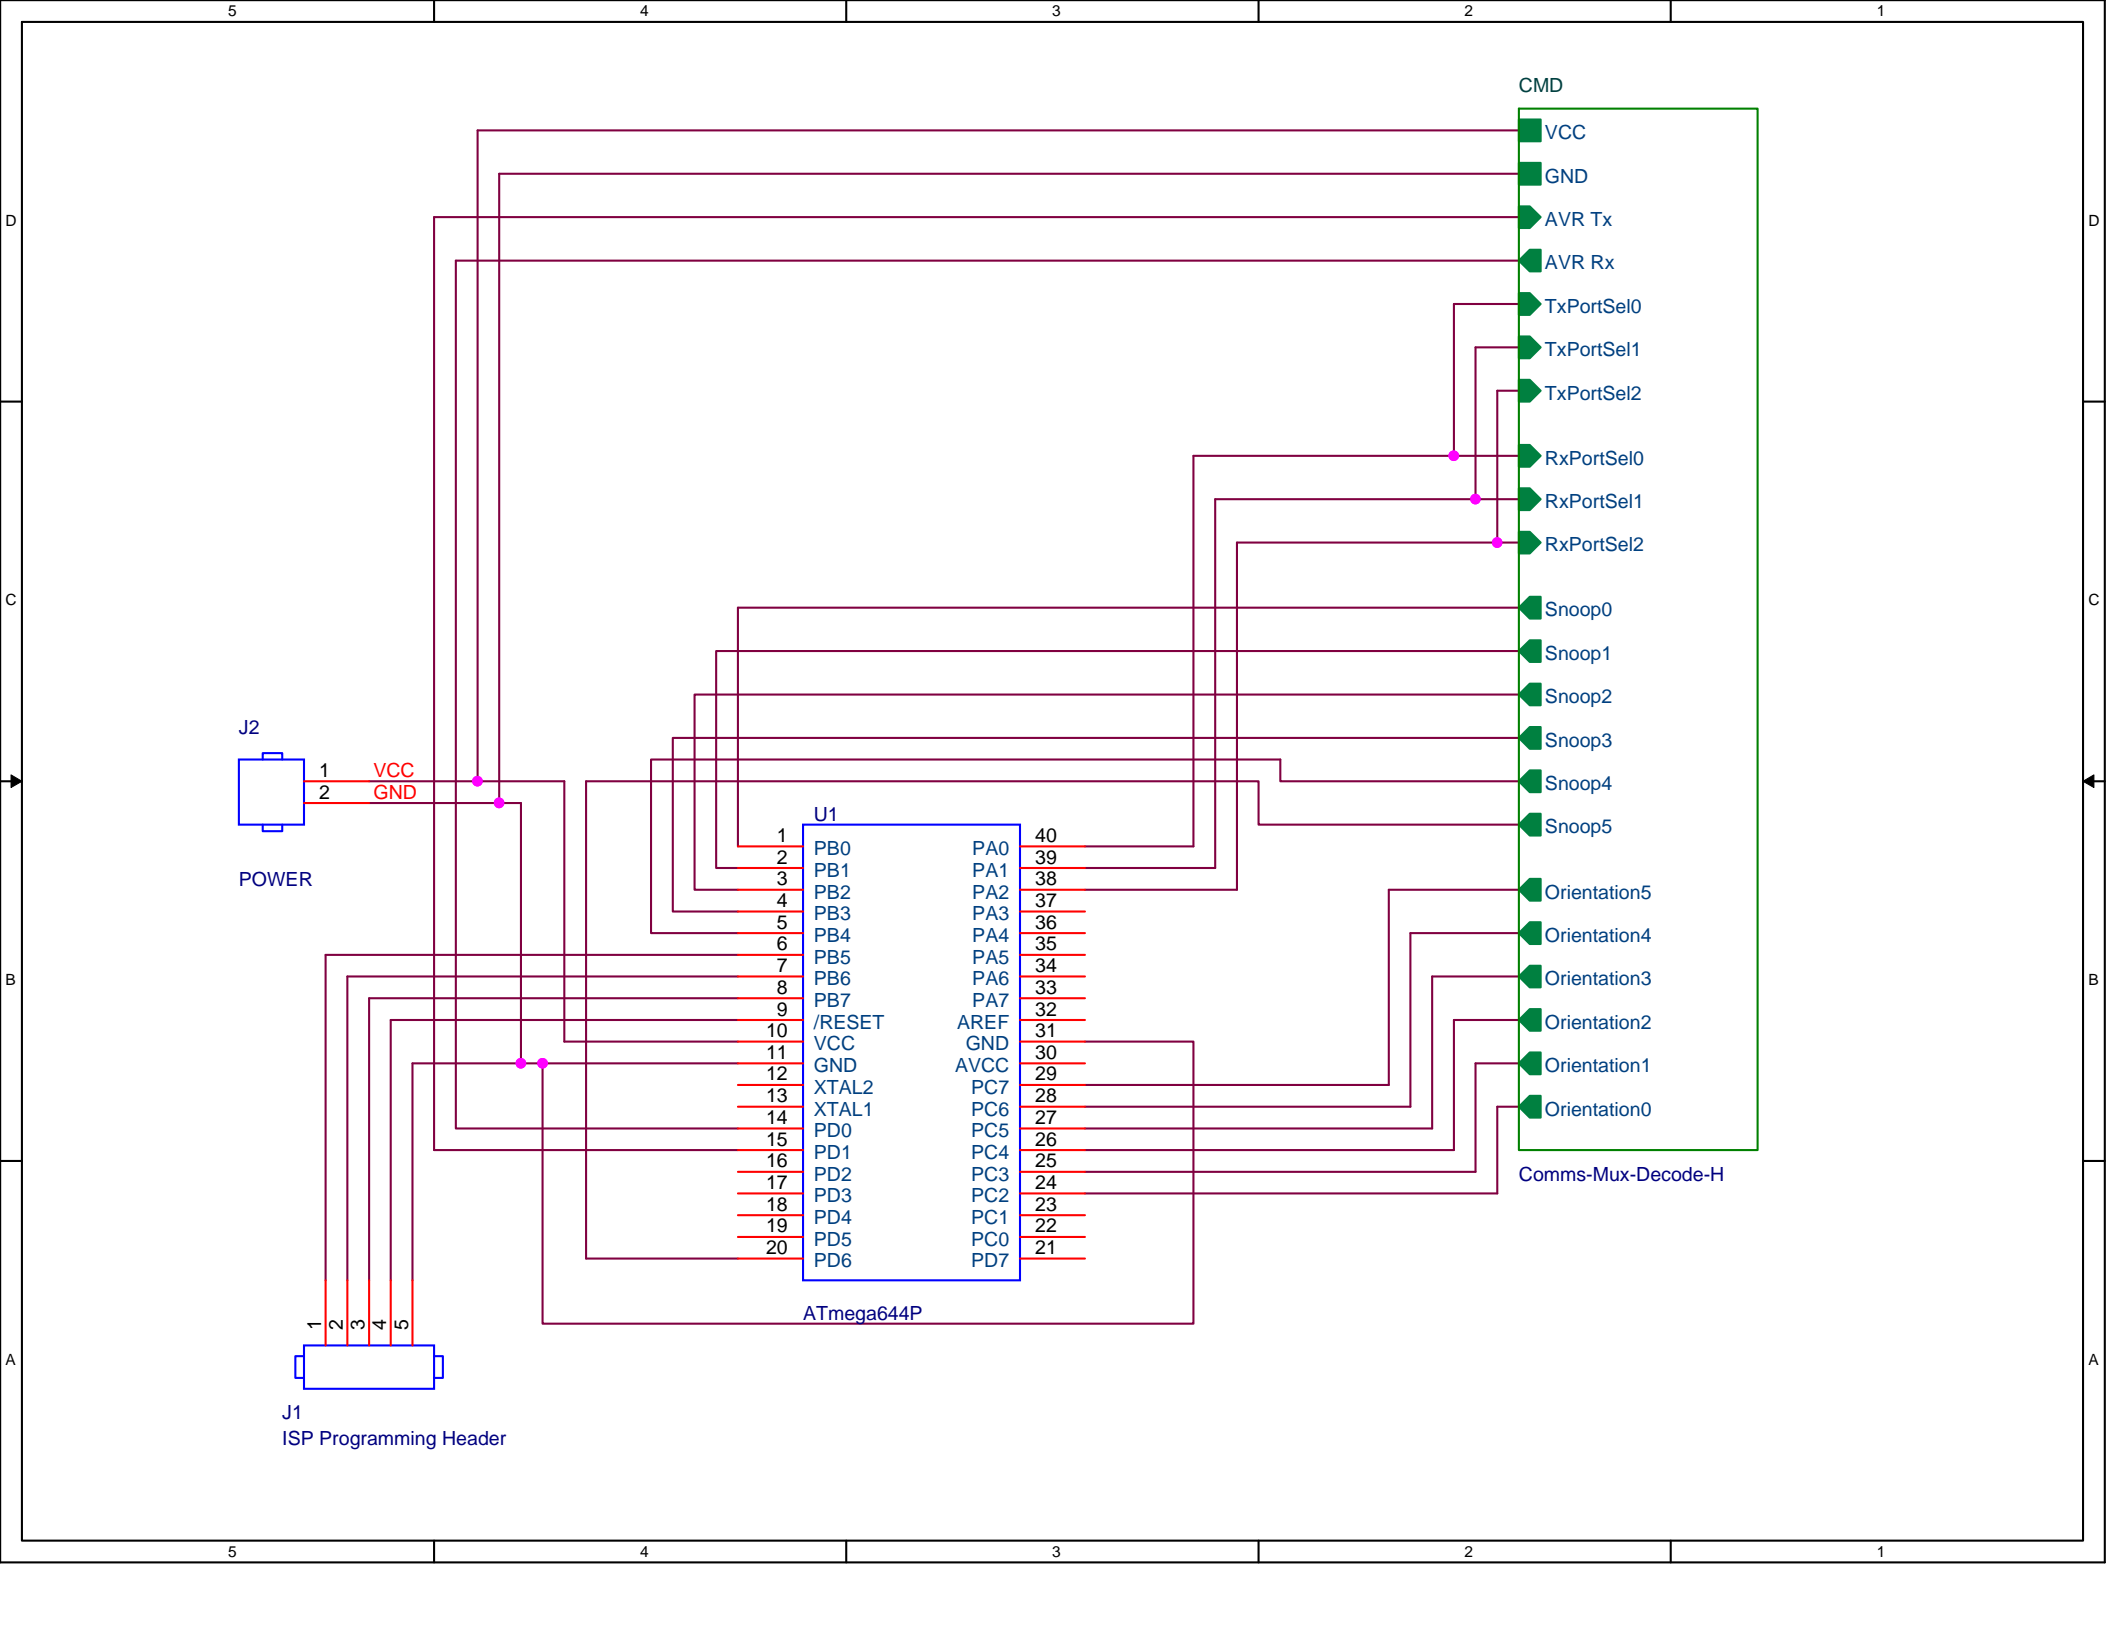 5 4 3 2 1
CMD
VCC
GND
D D
AVR Tx
AVR Rx
TxPortSel0
TxPortSel1
TxPortSel2
RxPortSel0
RxPortSel1
RxPortSel2
C C
Snoop0
Snoop1
Snoop2
Snoop3
Snoop4
Snoop5
Orientation5
Orientation4
Orientation3
Orientation2
Orientation1
Orientation0
Comms-Mux-Decode-H
J2
1 VCC
2 GND
POWER
B B
U1
1 PB0 PA0 40
2 PB1 PA1 39
3 PB2 PA2 38
4 PB3 PA3 37
5 PB4 PA4 36
6 PB5 PA5 35
7 PB6 PA6 34
8 PB7 PA7 33
9 /RESET AREF 32
10 VCC GND 31
11 GND AVCC 30
12 XTAL2 PC7 29
13 XTAL1 PC6 28
14 PD0 PC5 27
15 PD1 PC4 26
16 PD2 PC3 25
17 PD3 PC2 24
18 PD4 PC1 23
19 PD5 PC0 22
20 PD6 PD7 21
ATmega644P
1 2 3 4 5
A A
J1
ISP Programming Header
5 4 3 2 1